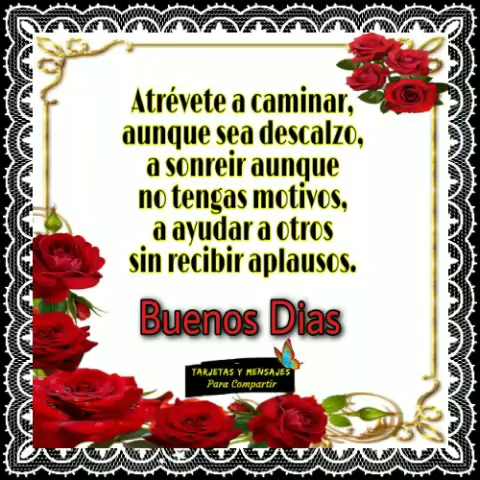 Atrévete a caminar,
aunque sea descalzo,
a sonreir aunque
no tengas motivos,
a ayudar a otros
sin recibir aplausos.
Buenos Dias
TARJETAS Y MENSAJES
Para Compartir